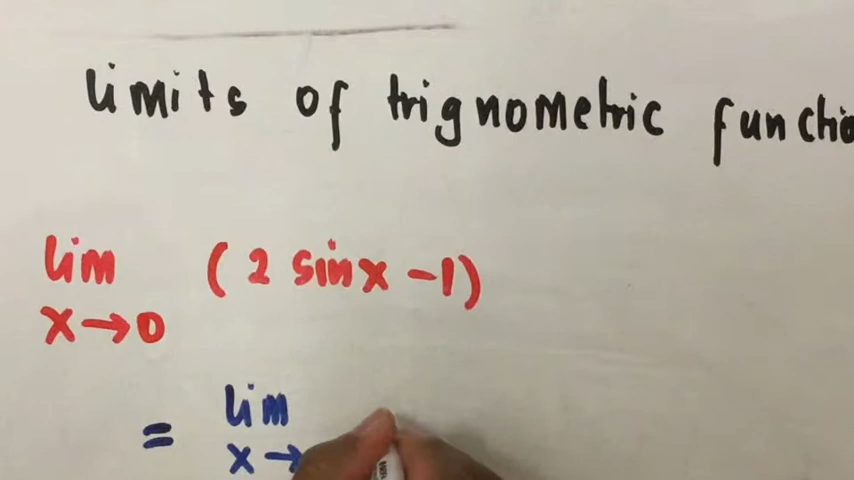 limits of trignometric functio
lim (2 sinx -1)
x→0
= lim
x→